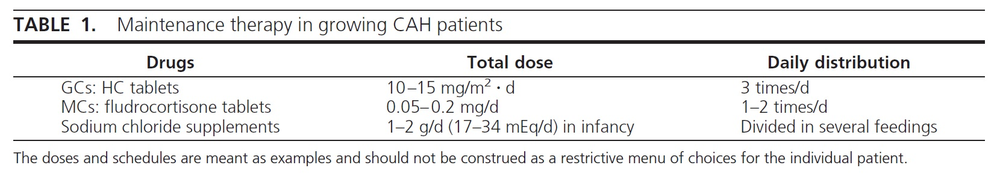 TABLE 1. Maintenance therapy in growing CAH patients
Drugs Total dose Daily distribution
GCs: HC tablets 10–15 mg/m² · d 3 times/d
MCs: fludrocortisone tablets 0.05–0.2 mg/d 1–2 times/d
Sodium chloride supplements 1–2 g/d (17–34 mEq/d) in infancy Divided in several feedings
The doses and schedules are meant as examples and should not be construed as a restrictive menu of choices for the individual patient.